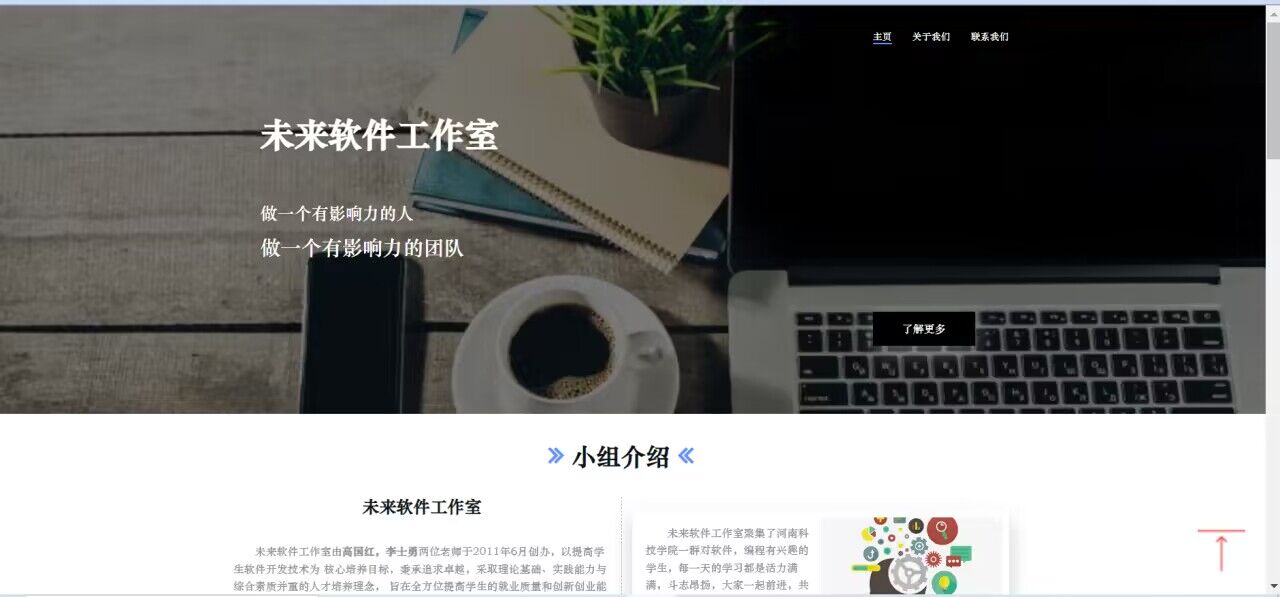 主页 关于我们 联系我们
未来软件工作室
做一个有影响力的人
做一个有影响力的团队
了解更多
小组介绍
未来软件工作室
未来软件工作室由高国红，李士勇两位老师于2011年6月创办，以提高学
生软件开发技术为 核心培养目标，秉承追求卓越，采取理论基础、实践能力与
综合素质并重的人才培养理念， 旨在全方位提高学生的就业质量和创新创业能
未来软件工作室聚集了河南科
技学院一群对软件，编程有兴趣的
学生，每一天的学习都是活力满
满，斗志昂扬，大家一起前进，共